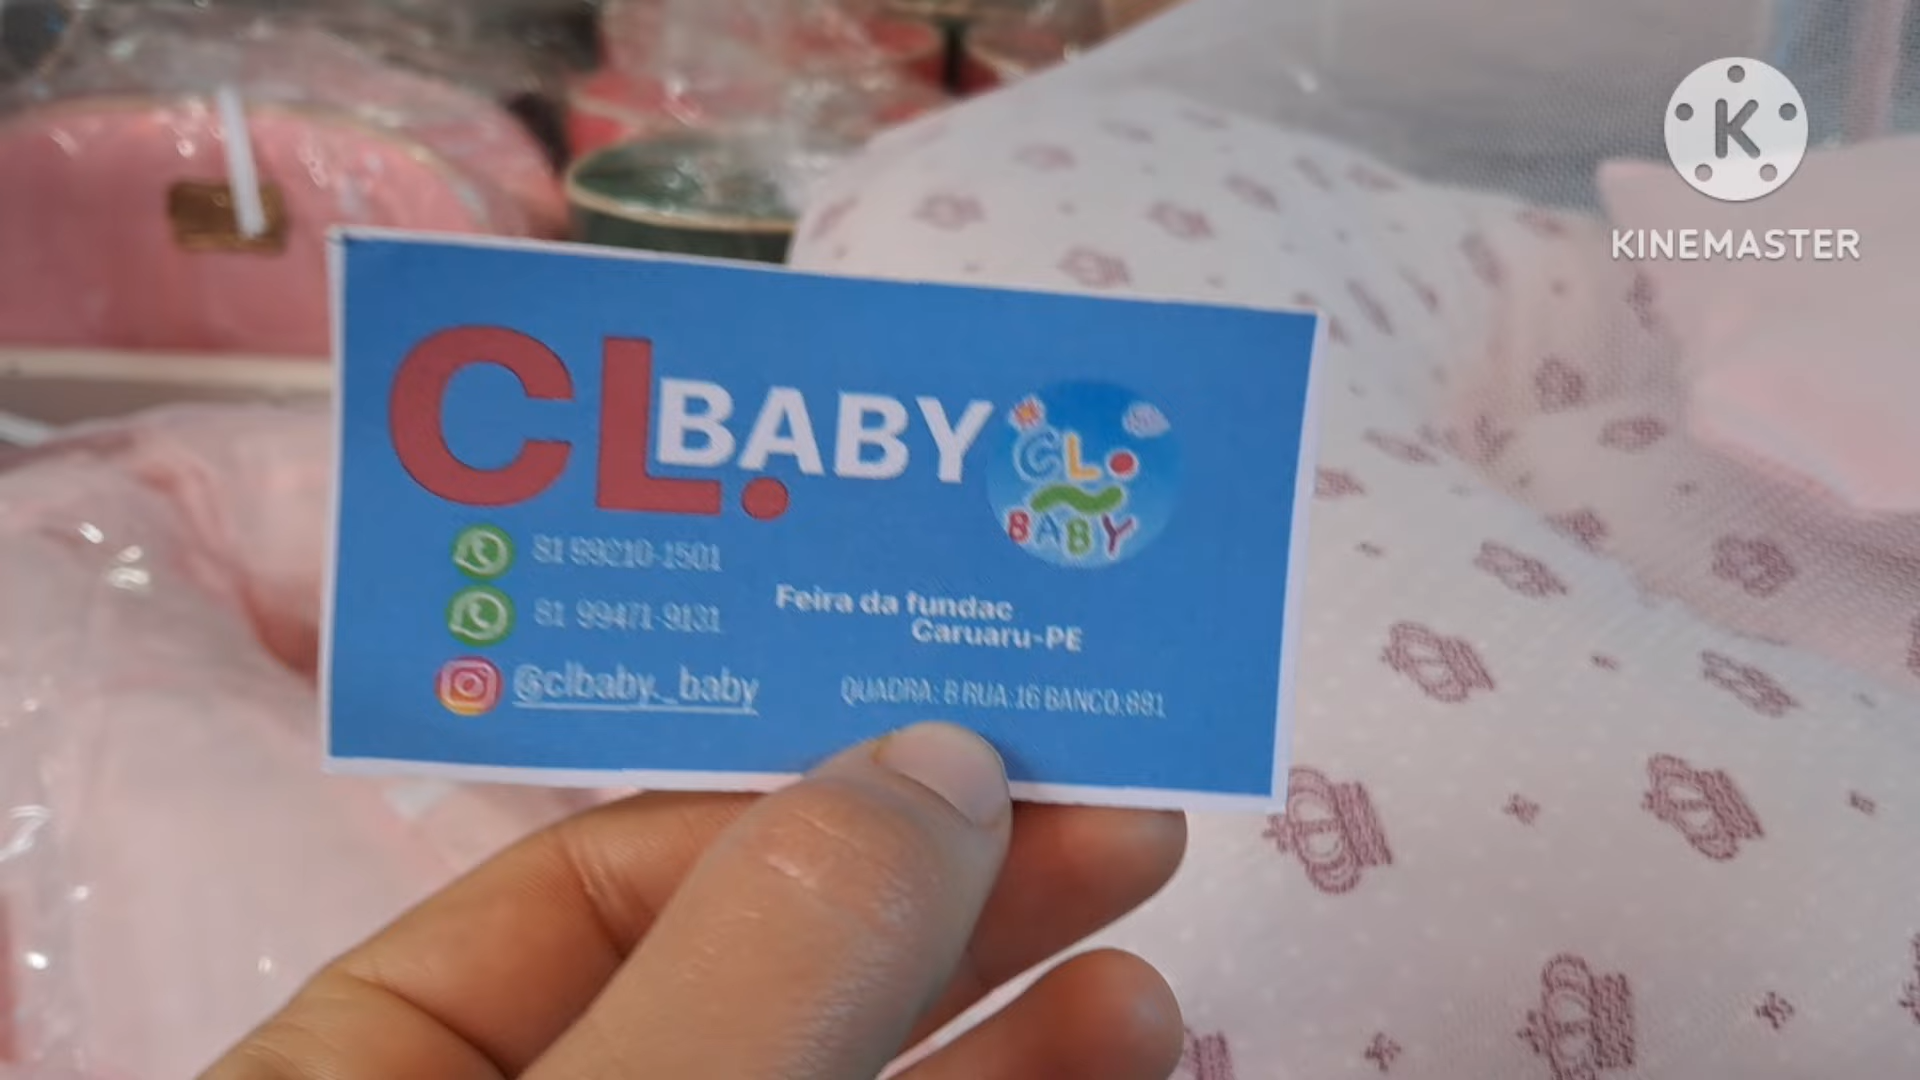 K
KINEMASTER
CL.BABY
CL.
BABY
81 99210-1501
81 99471-9131
@clbaby._baby
Feira da fundac
Caruaru-PE
QUADRA: 8 RUA:16 BANCO:881